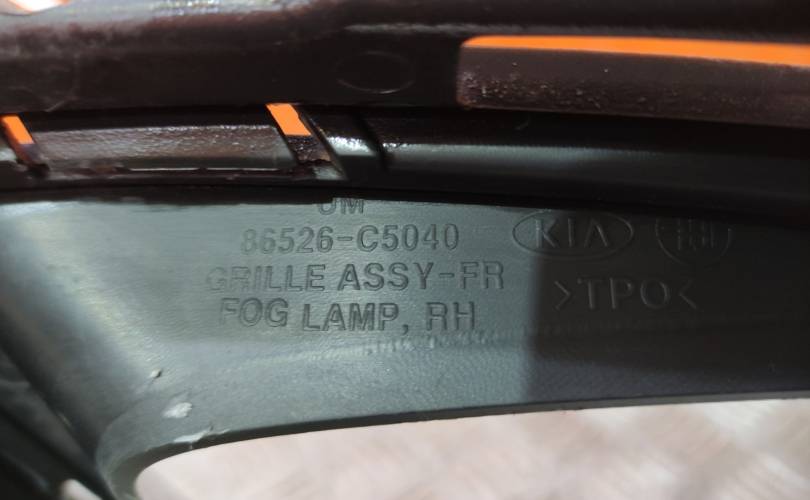 UM
86526-C5040
KIA
GRILLE ASSY-FR
>TPO<
FOG LAMP, RH